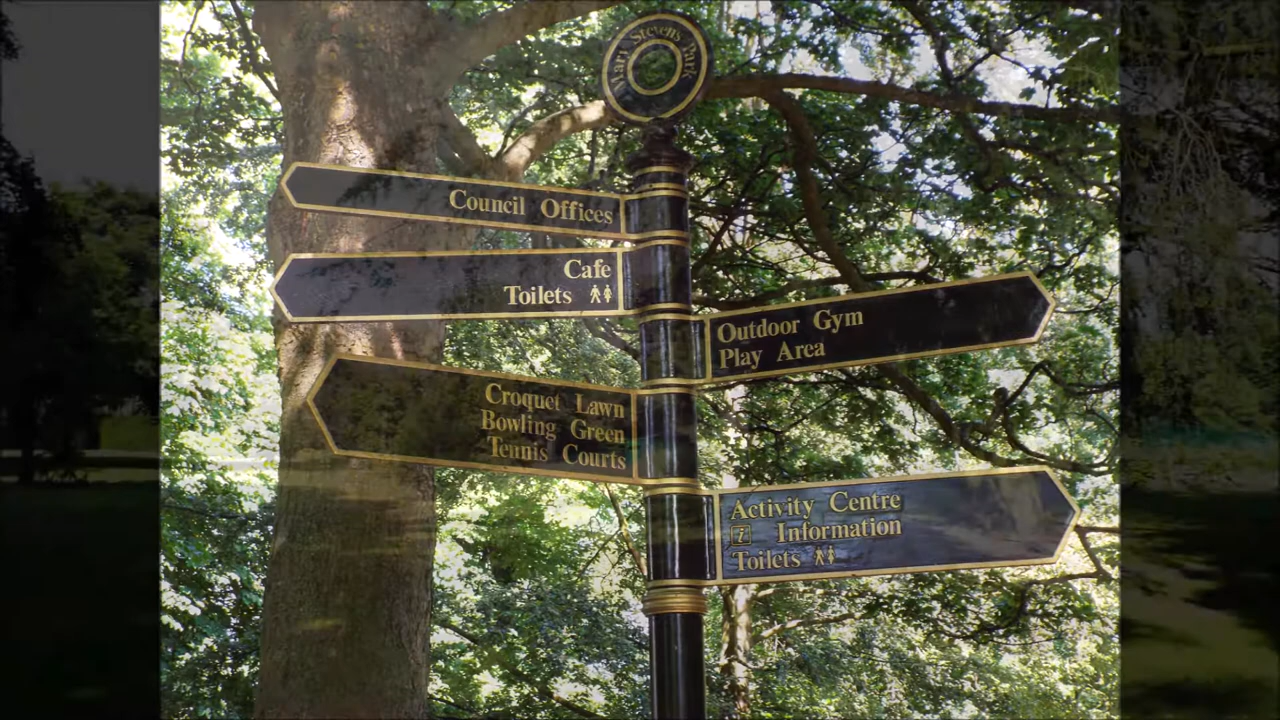 Mary Stevens Park
Council Offices
Cafe
Toilets
Outdoor Gym
Play Area
Croquet Lawn
Bowling Green
Tennis Courts
Activity Centre
i Information
Toilets